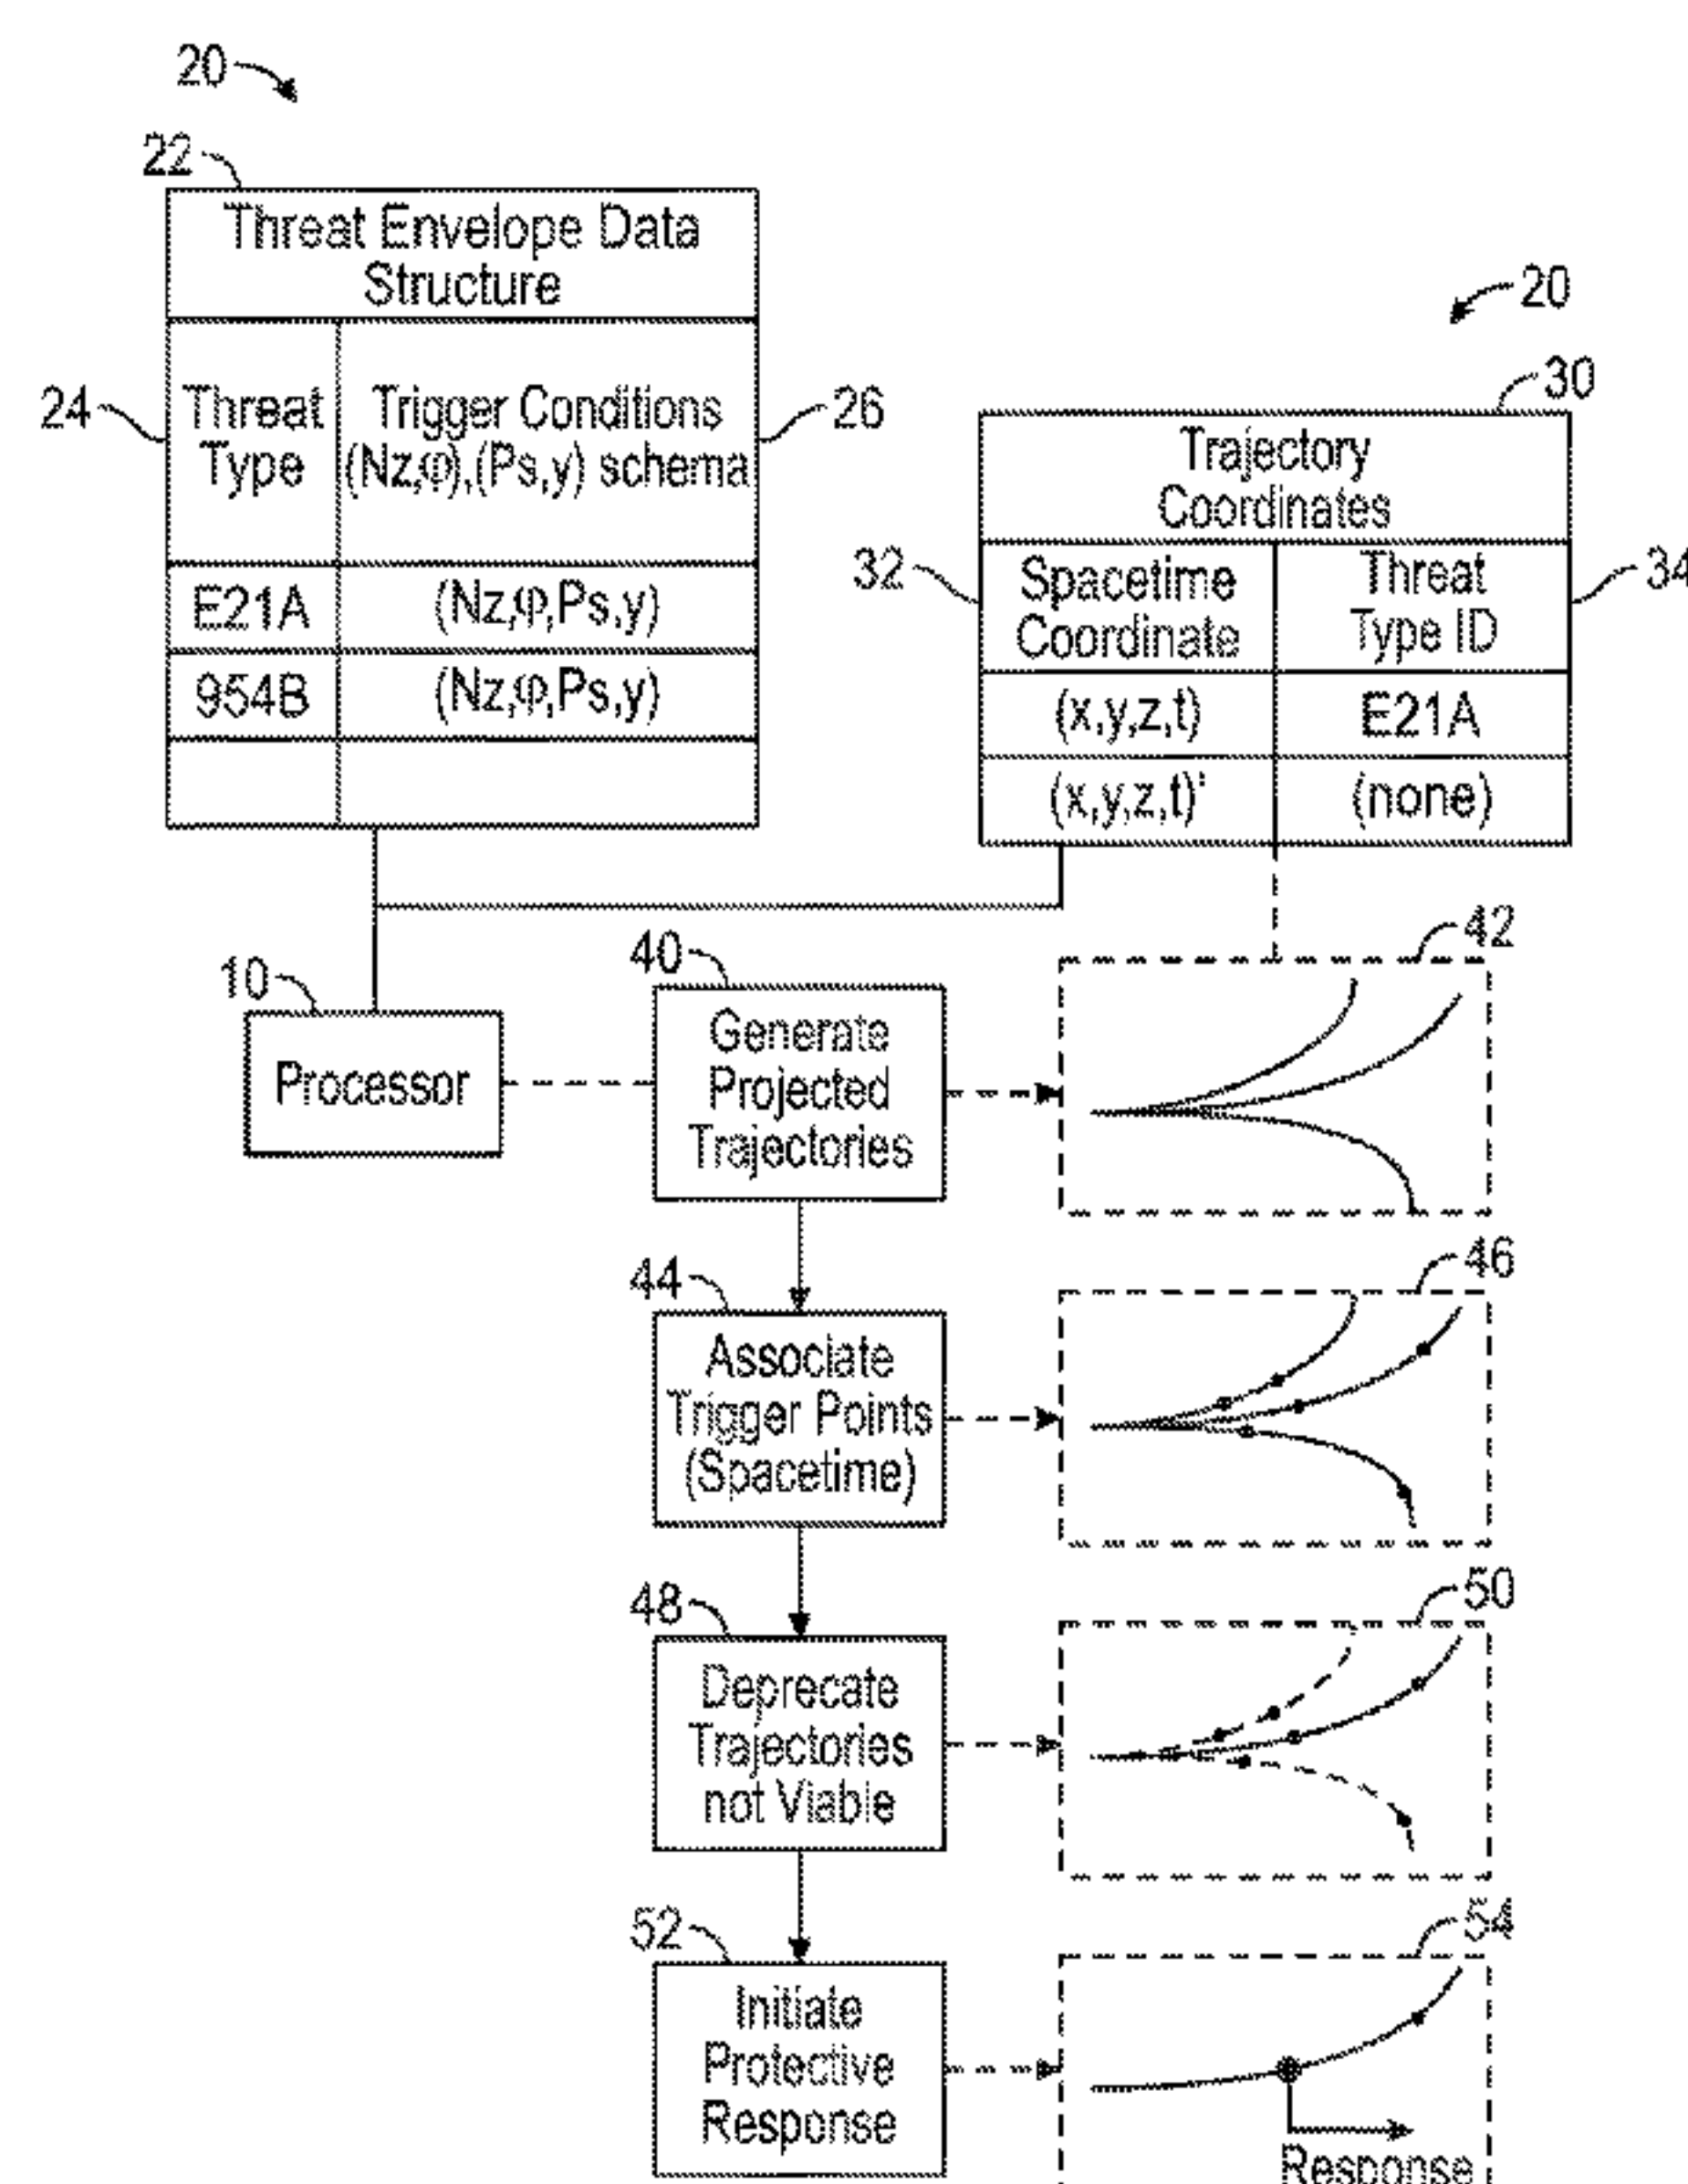 20
22
Threat Envelope Data
Structure
20
30
24
Threat
Type
Trigger Conditions
(Nz,φ),(Ps,y) schema
26
Trajectory
Coordinates
32
Spacetime
Coordinate
Threat
Type ID
34
E21A
(Nz,φ,Ps,y)
954B
(Nz,φ,Ps,y)
(x,y,z,t)
E21A
(x,y,z,t)'
(none)
10
Processor
40
Generate
Projected
Trajectories
42
44
Associate
Trigger Points
(Spacetime)
46
48
Deprecate
Trajectories
not Viable
50
52
Initiate
Protective
Response
54
Response